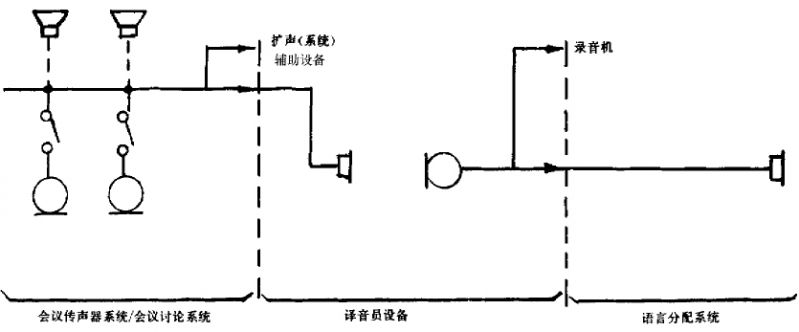 扩声(系统)
辅助设备
录音机
会议传声器系统/会议讨论系统
译音员设备
语言分配系统